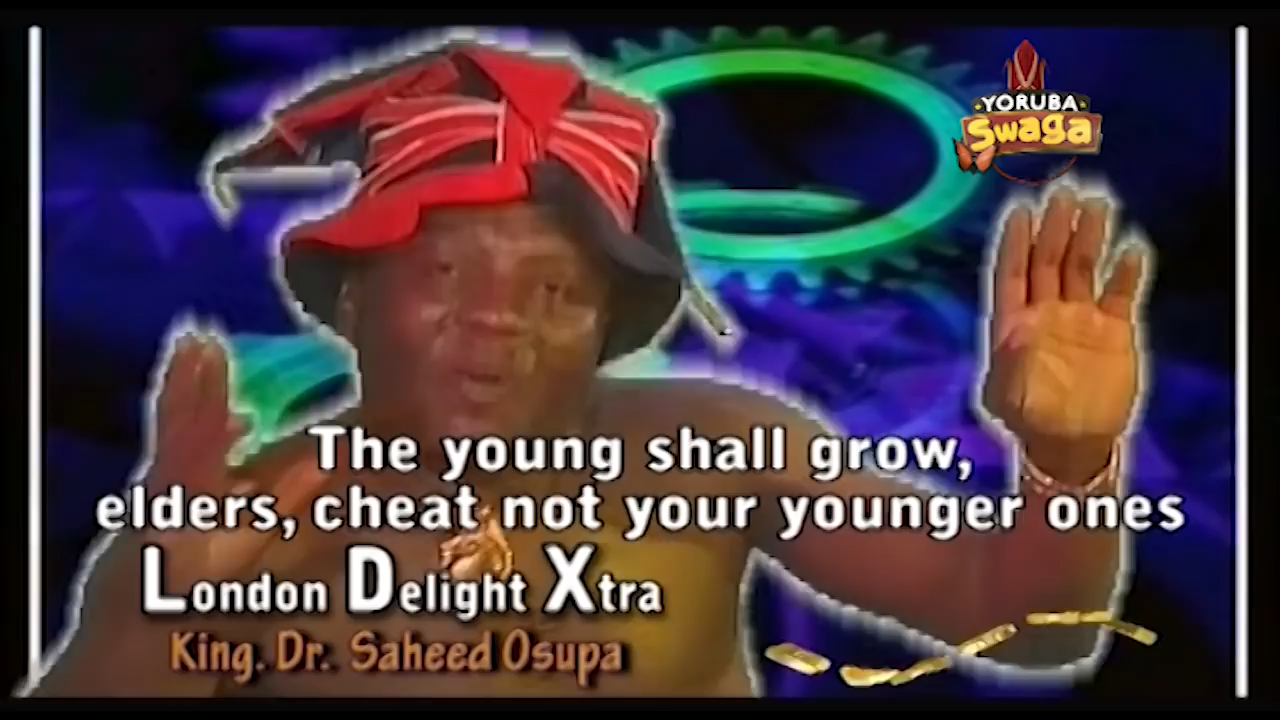 YORUBA
Swaga
The young shall grow,
elders, cheat not your younger ones
London Delight Xtra
King. Dr. Saheed Osupa